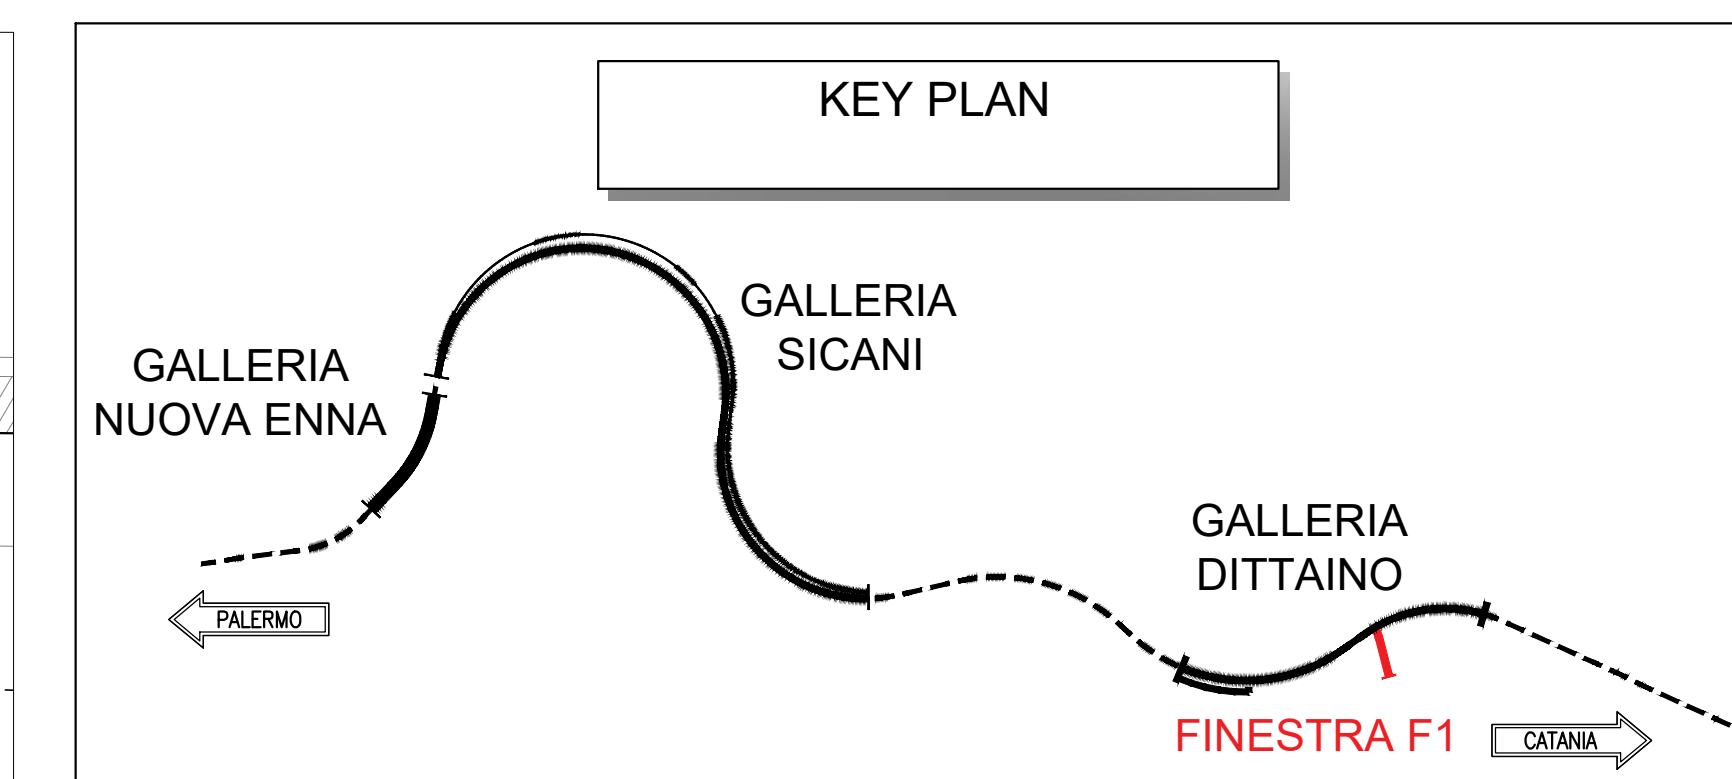 KEY PLAN
GALLERIA
SICANI
GALLERIA
NUOVA ENNA
GALLERIA
DITTAINO
PALERMO
FINESTRA F1
CATANIA